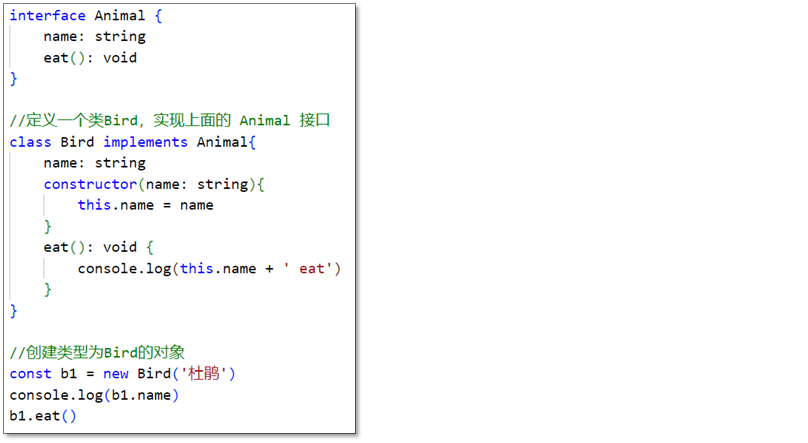 interface Animal {
    name: string
    eat(): void
}

//定义一个类Bird，实现上面的 Animal 接口
class Bird implements Animal{
    name: string
    constructor(name: string){
        this.name = name
    }
    eat(): void {
        console.log(this.name + ' eat')
    }
}

//创建类型为Bird的对象
const b1 = new Bird('杜鹃')
console.log(b1.name)
b1.eat()